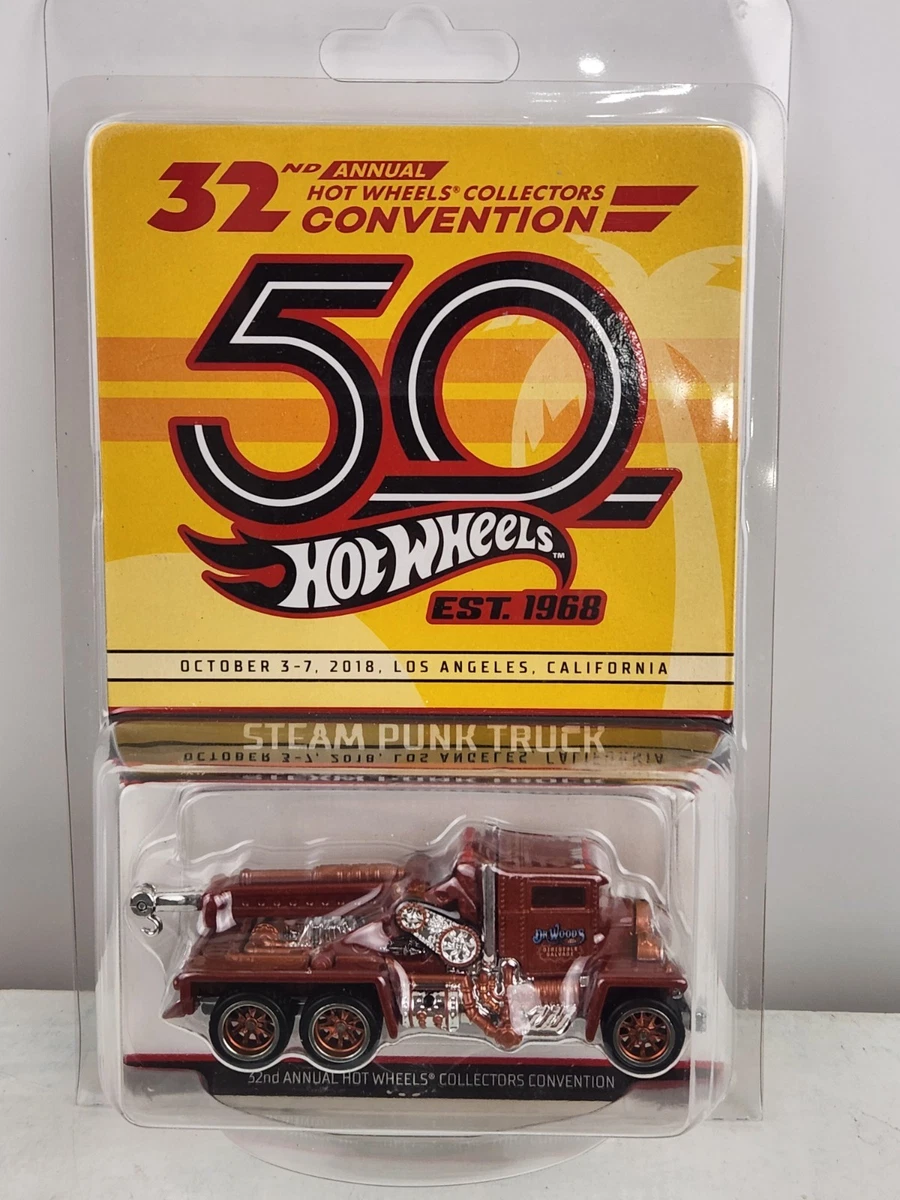 32ND ANNUAL
HOT WHEELS® COLLECTORS
CONVENTION
50
HOT WHEELS™
EST. 1968
OCTOBER 3-7, 2018, LOS ANGELES, CALIFORNIA
STEAM PUNK TRUCK
DR. WOOD'S
32nd ANNUAL HOT WHEELS® COLLECTORS CONVENTION